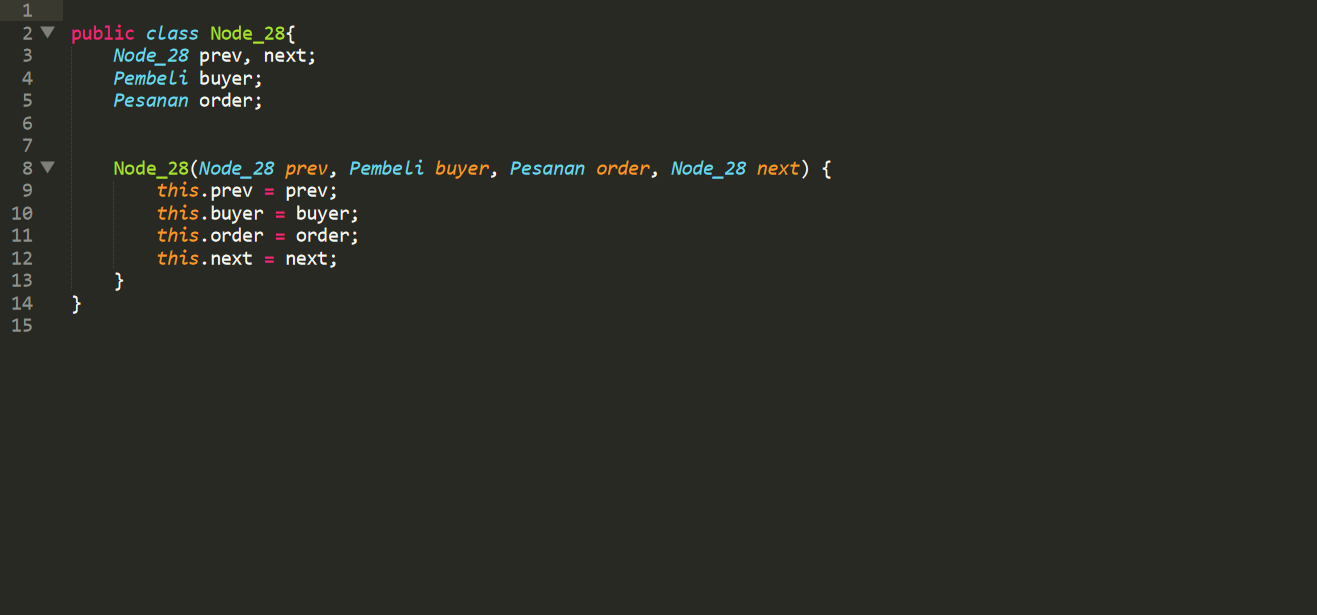 1
2 public class Node_28{
3     Node_28 prev, next;
4     Pembeli buyer;
5     Pesanan order;
6
7
8     Node_28(Node_28 prev, Pembeli buyer, Pesanan order, Node_28 next) {
9         this.prev = prev;
10         this.buyer = buyer;
11         this.order = order;
12         this.next = next;
13     }
14 }
15